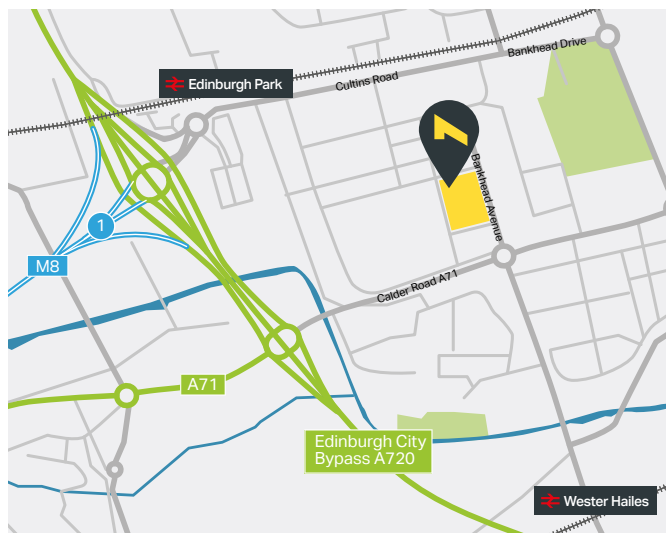 Bankhead Drive
Edinburgh Park
Cultins Road
7
Bankhead Avenue
1
M8
Calder Road A71
A71
Edinburgh City
Bypass A720
Wester Hailes